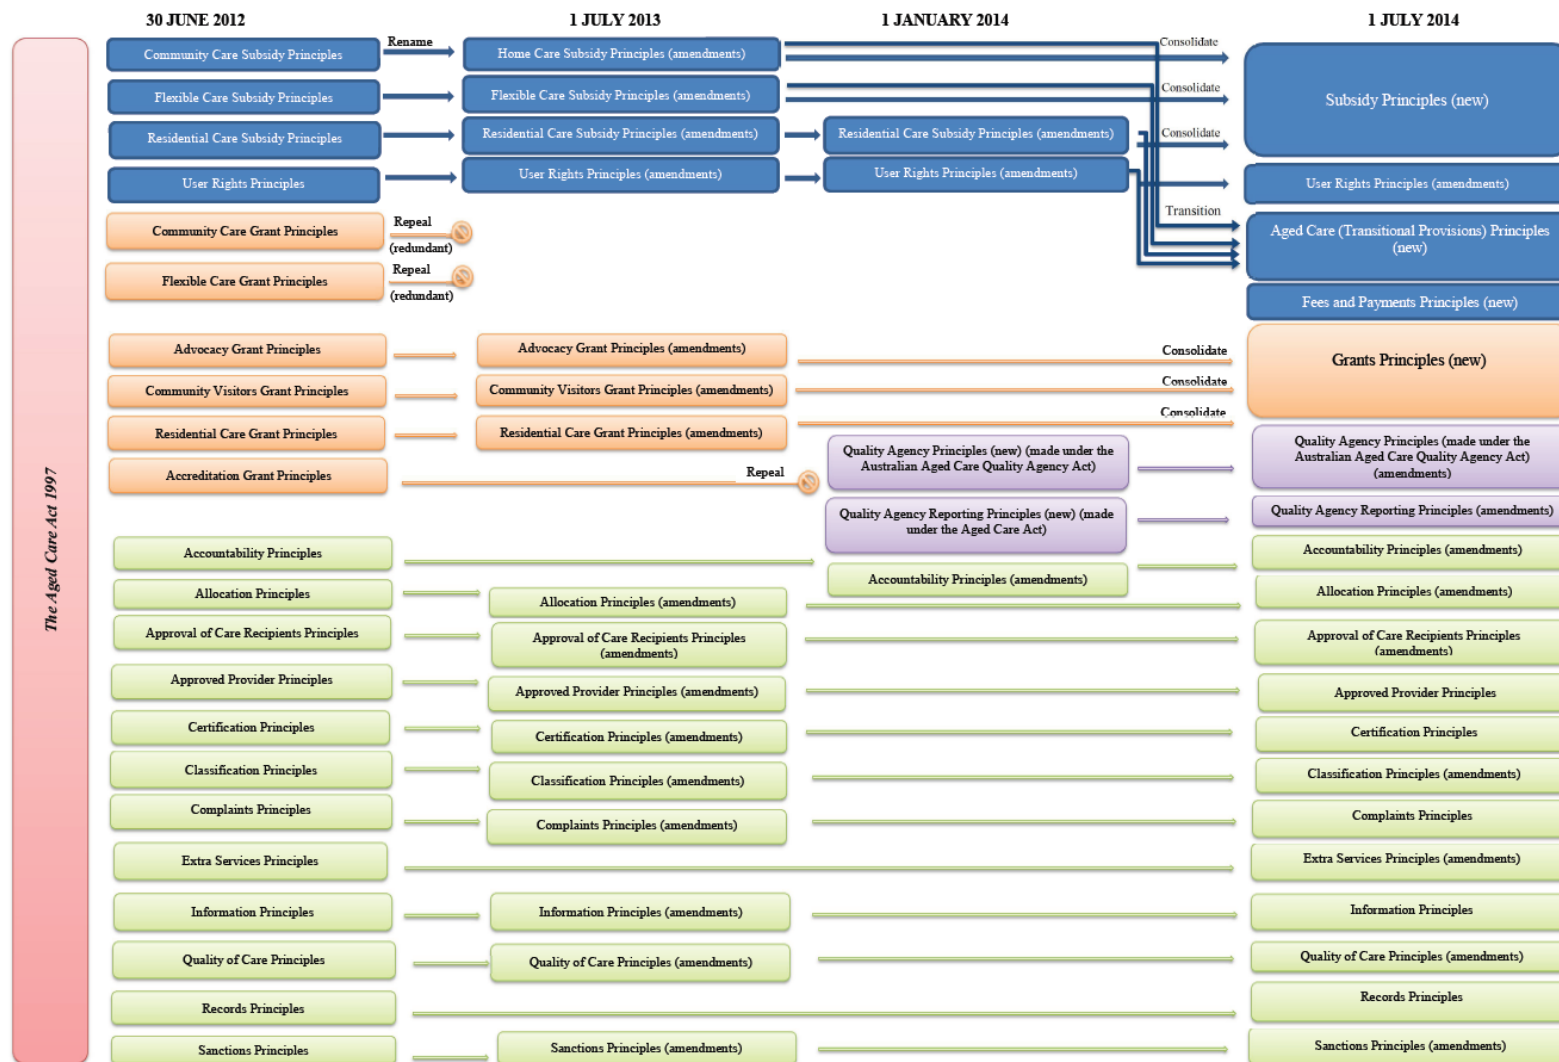 30 JUNE 2012
1 JULY 2013
1 JANUARY 2014
1 JULY 2014
The Aged Care Act 1997
Community Care Subsidy Principles
Rename
Home Care Subsidy Principles (amendments)
Consolidate
Subsidy Principles (new)
Flexible Care Subsidy Principles
Flexible Care Subsidy Principles (amendments)
Consolidate
Residential Care Subsidy Principles
Residential Care Subsidy Principles (amendments)
Residential Care Subsidy Principles (amendments)
Consolidate
User Rights Principles
User Rights Principles (amendments)
User Rights Principles (amendments)
User Rights Principles (amendments)
Transition
Aged Care (Transitional Provisions) Principles
(new)
Community Care Grant Principles
Repeal
(redundant)
Flexible Care Grant Principles
Repeal
(redundant)
Fees and Payments Principles (new)
Advocacy Grant Principles
Advocacy Grant Principles (amendments)
Consolidate
Grants Principles (new)
Community Visitors Grant Principles
Community Visitors Grant Principles (amendments)
Consolidate
Residential Care Grant Principles
Residential Care Grant Principles (amendments)
Consolidate
Accreditation Grant Principles
Repeal
Quality Agency Principles (new) (made under the
Australian Aged Care Quality Agency Act)
Quality Agency Principles (made under the
Australian Aged Care Quality Agency Act)
(amendments)
Quality Agency Reporting Principles (new) (made
under the Aged Care Act)
Quality Agency Reporting Principles (amendments)
Accountability Principles
Accountability Principles (amendments)
Accountability Principles (amendments)
Allocation Principles
Allocation Principles (amendments)
Allocation Principles (amendments)
Approval of Care Recipients Principles
Approval of Care Recipients Principles
(amendments)
Approval of Care Recipients Principles
(amendments)
Approved Provider Principles
Approved Provider Principles (amendments)
Approved Provider Principles
Certification Principles
Certification Principles (amendments)
Certification Principles
Classification Principles
Classification Principles (amendments)
Classification Principles (amendments)
Complaints Principles
Complaints Principles (amendments)
Complaints Principles
Extra Services Principles
Extra Services Principles (amendments)
Information Principles
Information Principles (amendments)
Information Principles
Quality of Care Principles
Quality of Care Principles (amendments)
Quality of Care Principles (amendments)
Records Principles
Records Principles
Sanctions Principles
Sanctions Principles (amendments)
Sanctions Principles (amendments)